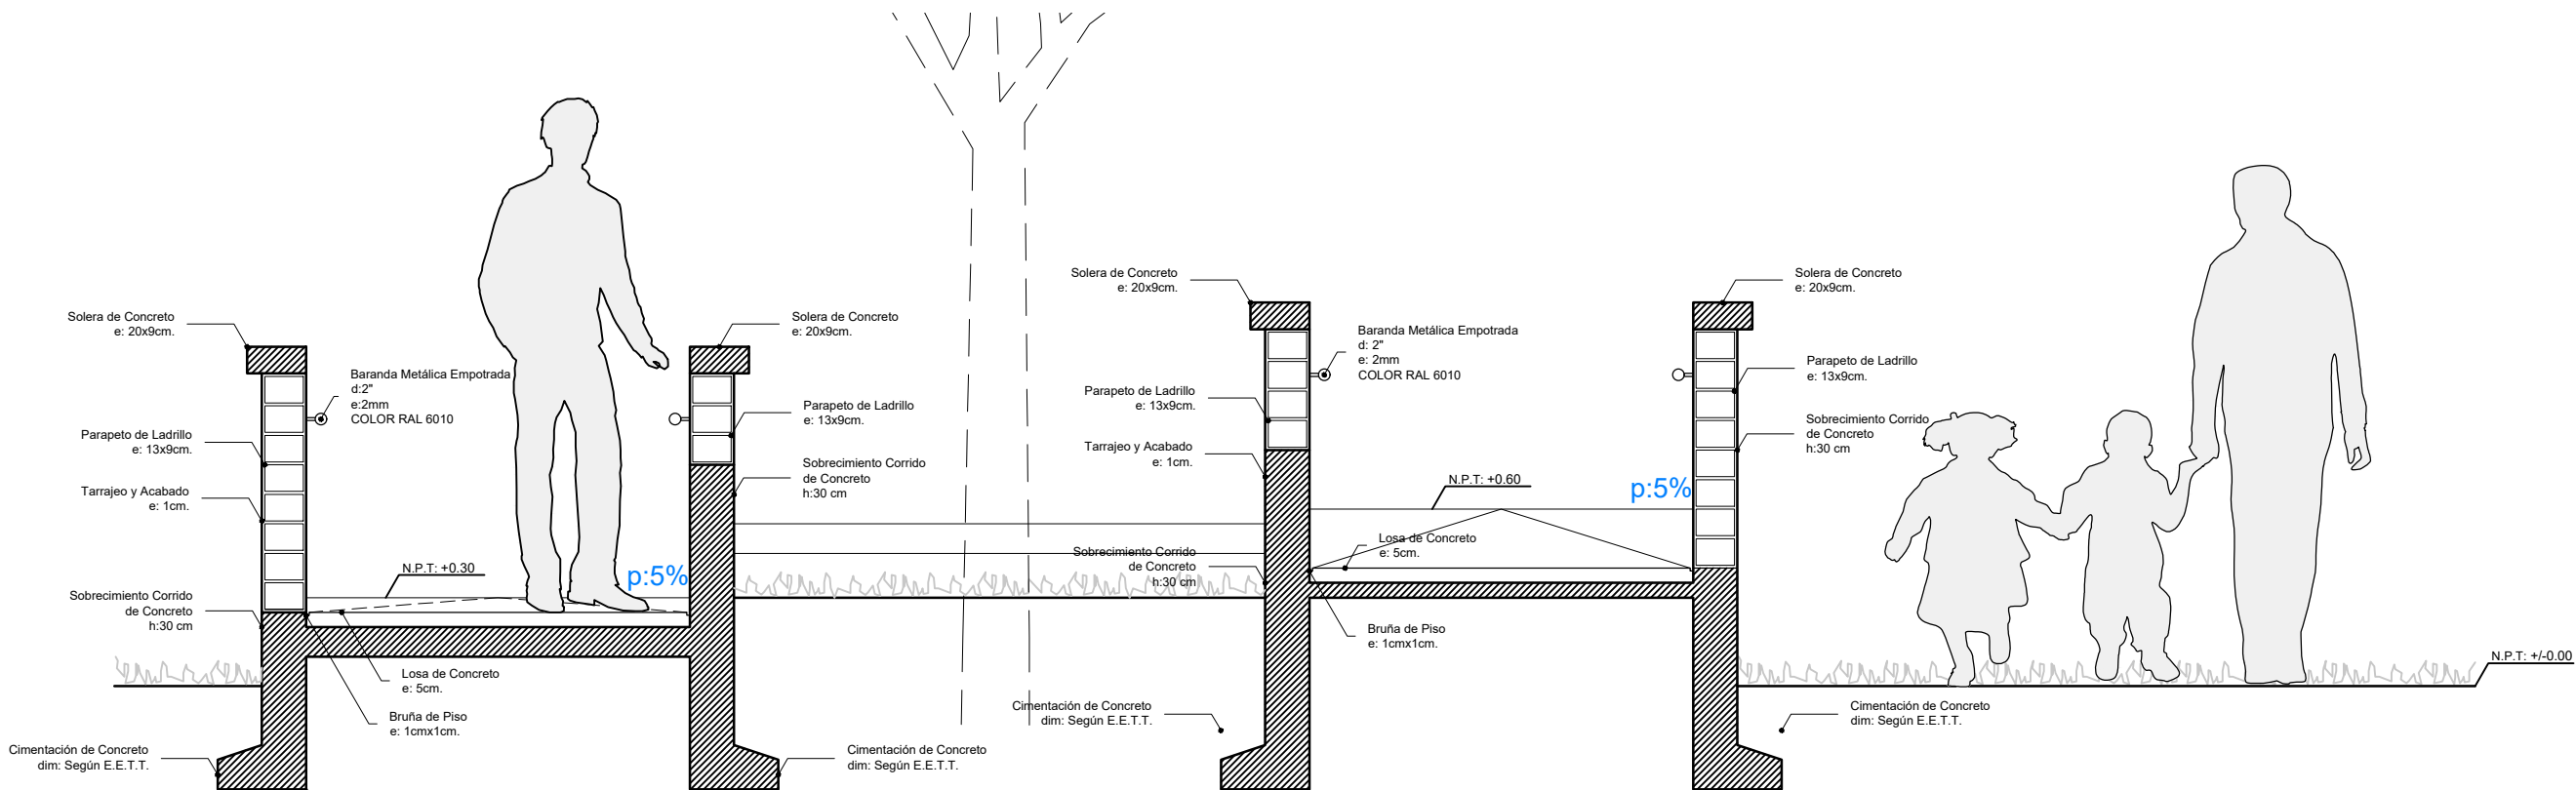 Solera de Concreto
e: 20x9cm.
Baranda Metálica Empotrada
d:2"
e:2mm
COLOR RAL 6010
Parapeto de Ladrillo
e: 13x9cm.
Tarrajeo y Acabado
e: 1cm.
N.P.T: +0.30
p:5%
Sobrecimiento Corrido
de Concreto
h:30 cm
Losa de Concreto
e: 5cm.
Bruña de Piso
e: 1cmx1cm.
Cimentación de Concreto
dim: Según E.E.T.T.
Solera de Concreto
e: 20x9cm.
Parapeto de Ladrillo
e: 13x9cm.
Sobrecimiento Corrido
de Concreto
h:30 cm
Cimentación de Concreto
dim: Según E.E.T.T.
Solera de Concreto
e: 20x9cm.
Baranda Metálica Empotrada
d: 2"
e: 2mm
COLOR RAL 6010
Parapeto de Ladrillo
e: 13x9cm.
Tarrajeo y Acabado
e: 1cm.
N.P.T: +0.60
p:5%
Losa de Concreto
e: 5cm.
Sobrecimiento Corrido
de Concreto
h:30 cm
Bruña de Piso
e: 1cmx1cm.
Cimentación de Concreto
dim: Según E.E.T.T.
Solera de Concreto
e: 20x9cm.
Parapeto de Ladrillo
e: 13x9cm.
Sobrecimiento Corrido
de Concreto
h:30 cm
N.P.T: +/-0.00
Cimentación de Concreto
dim: Según E.E.T.T.